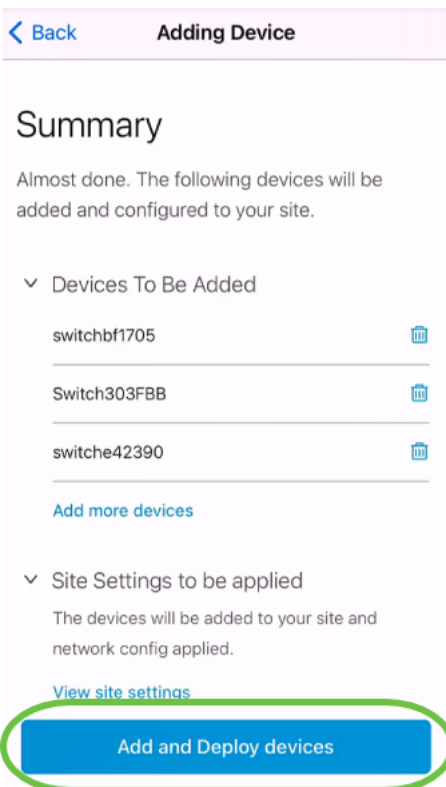 Back
Adding Device
Summary
Almost done. The following devices will be
added and configured to your site.
Devices To Be Added
switchbf1705
Switch303FBB
switche42390
Add more devices
Site Settings to be applied
The devices will be added to your site and
network config applied.
View site settings
Add and Deploy devices